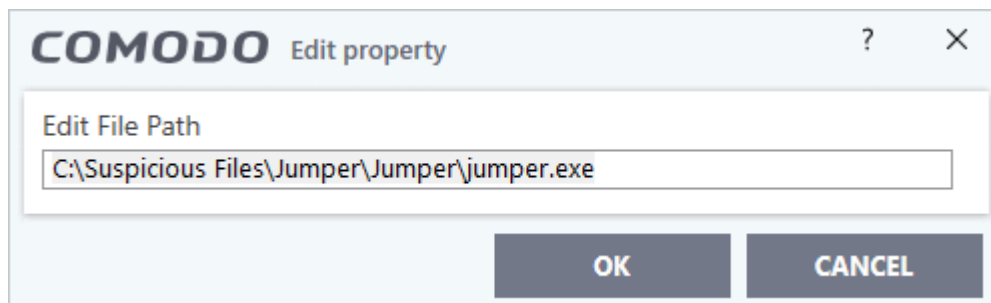 COMODO Edit property ?
Edit File Path
C:\Suspicious Files\Jumper\Jumper\jumper.exe
OK CANCEL